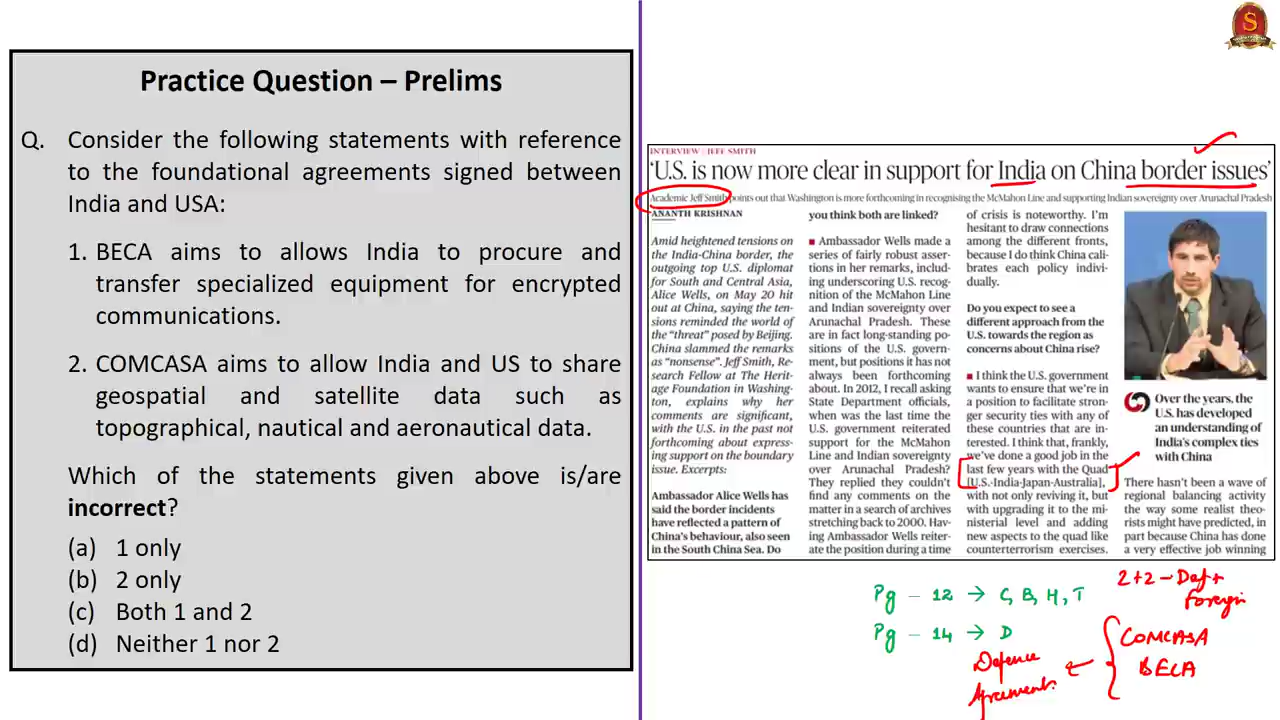 Practice Question – Prelims
Q. Consider the following statements with reference
to the foundational agreements signed between
India and USA:
1. BECA aims to allows India to procure and
transfer specialized equipment for encrypted
communications.
2. COMCASA aims to allow India and US to share
geospatial and satellite data such as
topographical, nautical and aeronautical data.
Which of the statements given above is/are
incorrect?
(a) 1 only
(b) 2 only
(c) Both 1 and 2
(d) Neither 1 nor 2
S
INTERVIEW | JEFF SMITH
‘U.S. is now more clear in support for India on China border issues’
Academic Jeff Smith points out that Washington is more forthcoming in recognising the McMahon Line and supporting Indian sovereignty over Arunachal Pradesh
ANANTH KRISHNAN
Amid heightened tensions on
the India-China border, the
outgoing top U.S. diplomat
for South and Central Asia,
Alice Wells, on May 20 hit
out at China, saying the ten-
sions reminded the world of
the “threat” posed by Beijing.
China slammed the remarks
as “nonsense”. Jeff Smith, Re-
search Fellow at The Herit-
age Foundation in Washing-
ton, explains why her
comments are significant,
with the U.S. in the past not
forthcoming about express-
ing support on the boundary
issue. Excerpts:
Ambassador Alice Wells has
said the border incidents
have reflected a pattern of
China’s behaviour, also seen
in the South China Sea. Do
you think both are linked?
■ Ambassador Wells made a
series of fairly robust asser-
tions in her remarks, includ-
ing underscoring U.S. recog-
nition of the McMahon Line
and Indian sovereignty over
Arunachal Pradesh. These
are in fact long-standing po-
sitions of the U.S. govern-
ment, but positions it has not
always been forthcoming
about. In 2012, I recall asking
State Department officials,
when was the last time the
U.S. government reiterated
support for the McMahon
Line and Indian sovereignty
over Arunachal Pradesh?
They replied they couldn’t
find any comments on the
matter in a search of archives
stretching back to 2000. Hav-
ing Ambassador Wells reiter-
ate the position during a time
of crisis is noteworthy. I’m
hesitant to draw connections
among the different fronts,
because I do think China cali-
brates each policy indivi-
dually.
Do you expect to see a
different approach from the
U.S. towards the region as
concerns about China rise?
■ I think the U.S. government
wants to ensure that we’re in
a position to facilitate stron-
ger security ties with any of
these countries that are in-
terested. I think that, frankly,
we’ve done a good job in the
last few years with the Quad
[U.S.-India-Japan-Australia],
with not only reviving it, but
with upgrading it to the mi-
nisterial level and adding
new aspects to the quad like
counterterrorism exercises.
Over the years, the
U.S. has developed
an understanding of
India’s complex ties
with China
There hasn’t been a wave of
regional balancing activity
the way some realist theo-
rists might have predicted, in
part because China has done
a very effective job winning
Pg – 12 → C, B, H, T
Pg – 14 → D
2+2 – Def +
Foreign
COMCASA
BECA
Defence
Agreements